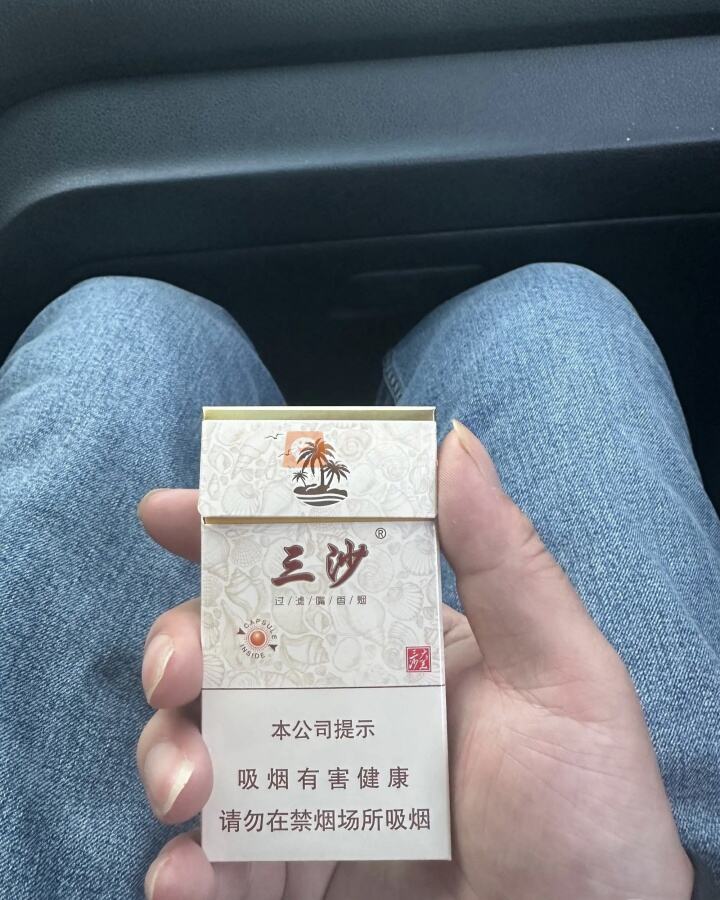 三沙®
过/滤/嘴/香/烟
CAPSULE
INSIDE
本公司提示
吸烟有害健康
请勿在禁烟场所吸烟